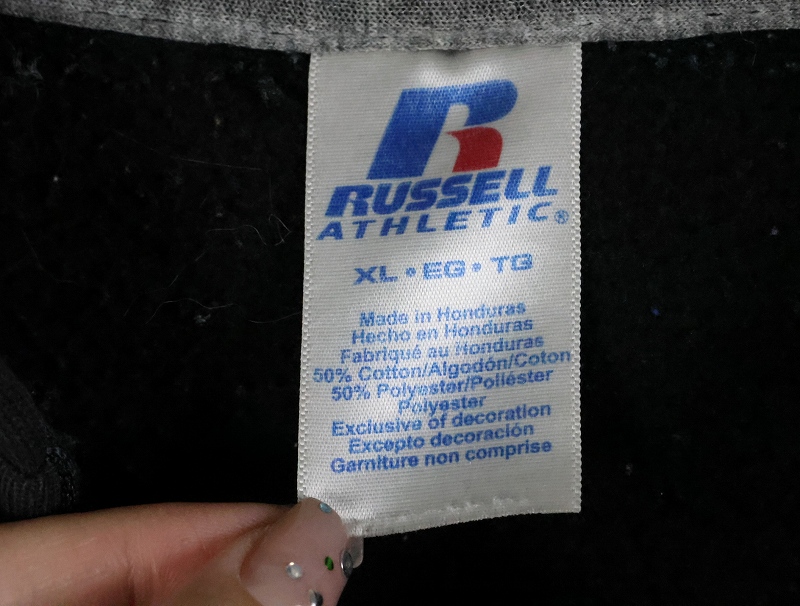 RUSSELL
ATHLETIC®
XL • EG • TG
Made in Honduras
Hecho en Honduras
Fabriqué au Honduras
50% Cotton/Algodón/Coton
50% Polyester/Poliéster
Polyester
Exclusive of decoration
Excepto decoración
Garniture non comprise